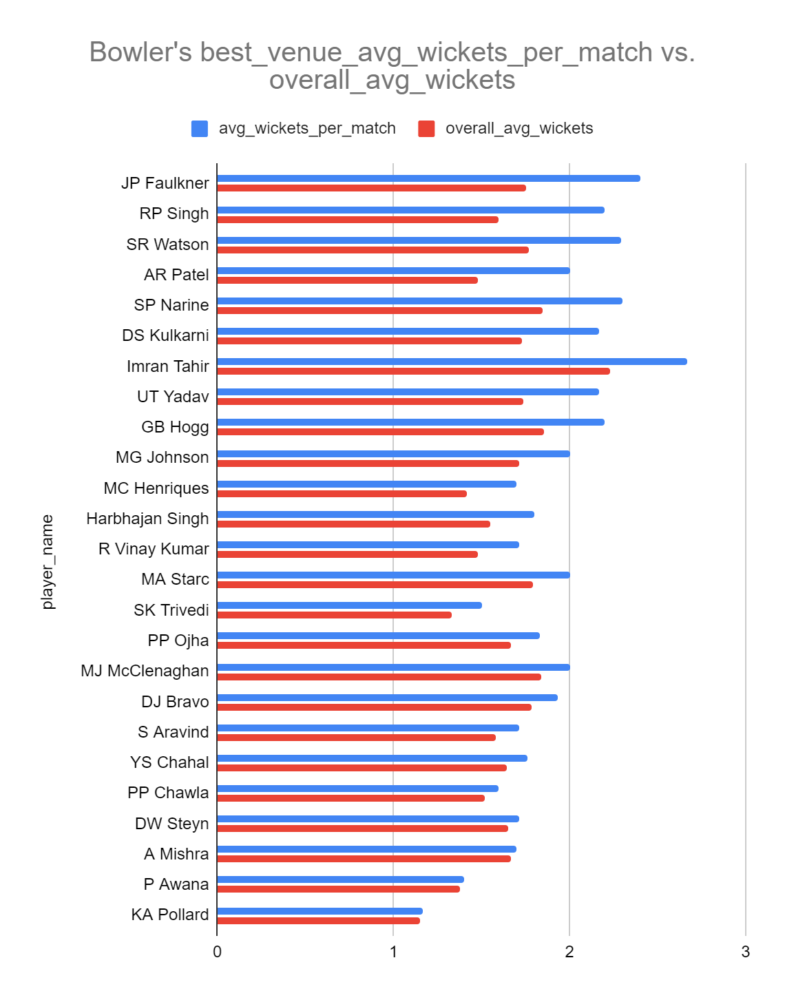 Bowler's best_venue_avg_wickets_per_match vs.
overall_avg_wickets
avg_wickets_per_match overall_avg_wickets
JP Faulkner
RP Singh
SR Watson
AR Patel
SP Narine
DS Kulkarni
Imran Tahir
UT Yadav
GB Hogg
MG Johnson
MC Henriques
Harbhajan Singh
R Vinay Kumar
MA Starc
SK Trivedi
PP Ojha
MJ McClenaghan
DJ Bravo
S Aravind
YS Chahal
PP Chawla
DW Steyn
A Mishra
P Awana
KA Pollard
player_name
0 1 2 3